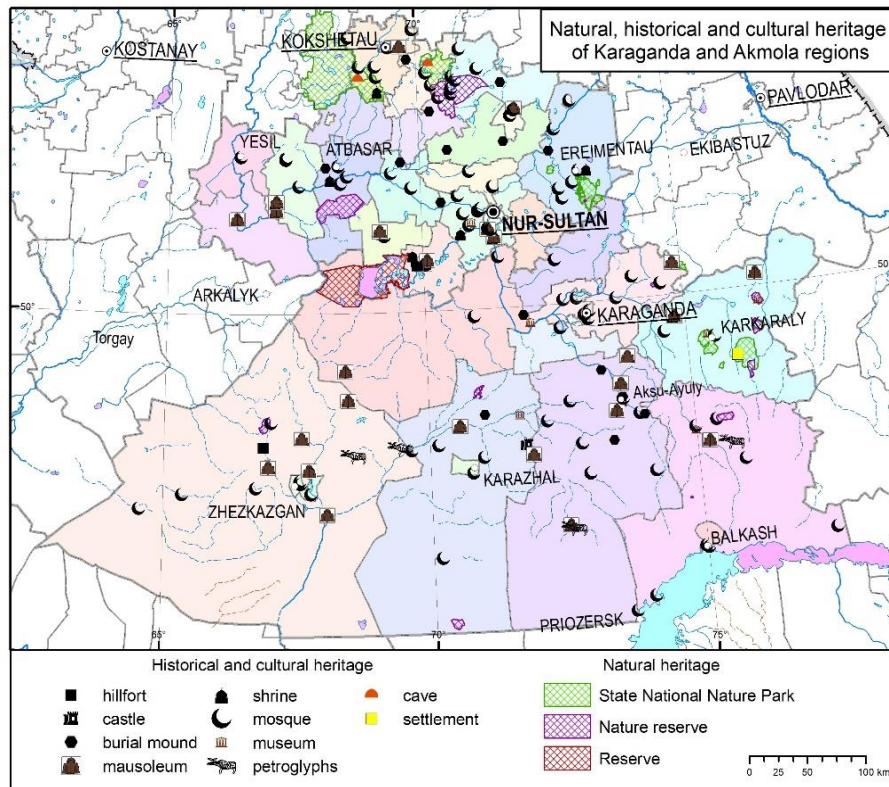 65°
70°
Natural, historical and cultural heritage
of Karaganda and Akmola regions
KOSTANAY
KOKSHETAU
PAVLODAR
YESIL
ATBASAR
EREIMENTAU
EKIBASTUZ
NUR-SULTAN
50°
ARKALYK
50°
Torgay
KARAGANDA
KARKARALY
Aksu-Ayuly
KARAZHAL
ZHEZKAZGAN
BALKASH
PRIOZERSK
65°
70°
75°
Historical and cultural heritage
Natural heritage
hillfort
shrine
cave
State National Nature Park
castle
mosque
settlement
Nature reserve
burial mound
museum
Reserve
mausoleum
petroglyphs
0 25 50 100 km